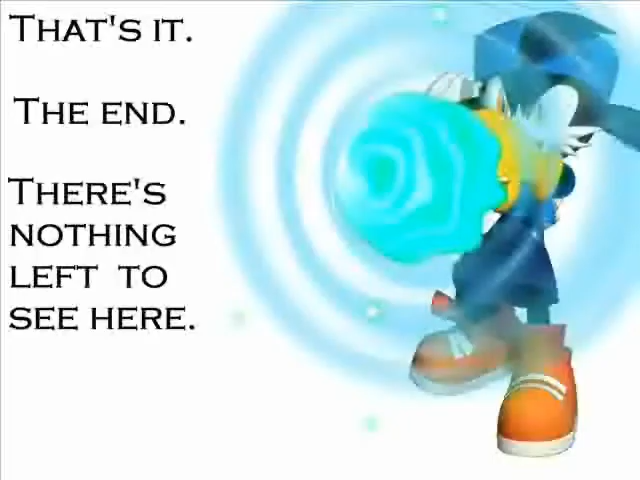 THAT'S IT.
THE END.
THERE'S
NOTHING
LEFT TO
SEE HERE.